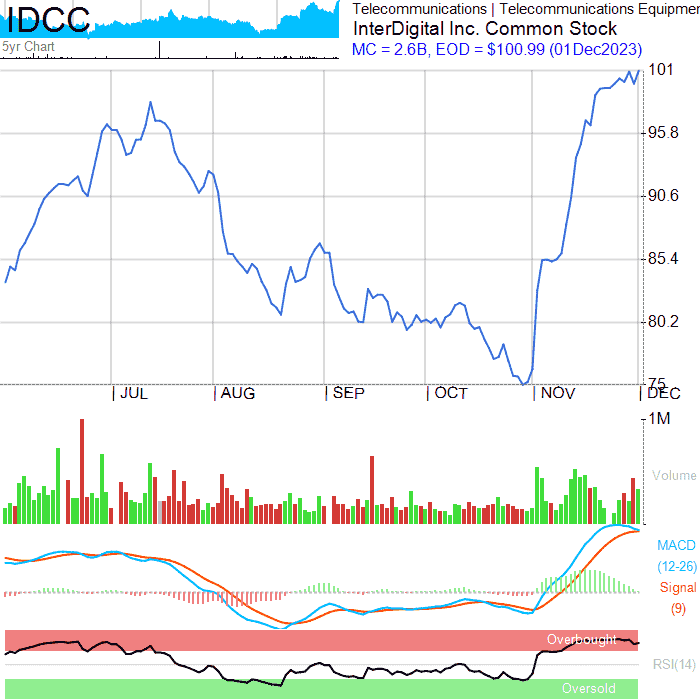 IDCC
5yr Chart
Telecommunications | Telecommunications Equipmen
InterDigital Inc. Common Stock
MC = 2.6B, EOD = $100.99 (01Dec2023)
101
95.8
90.6
85.4
80.2
75
JUL AUG SEP OCT NOV DEC
1M
Volume
MACD
(12-26)
Signal
(9)
Overbought
RSI(14)
Oversold